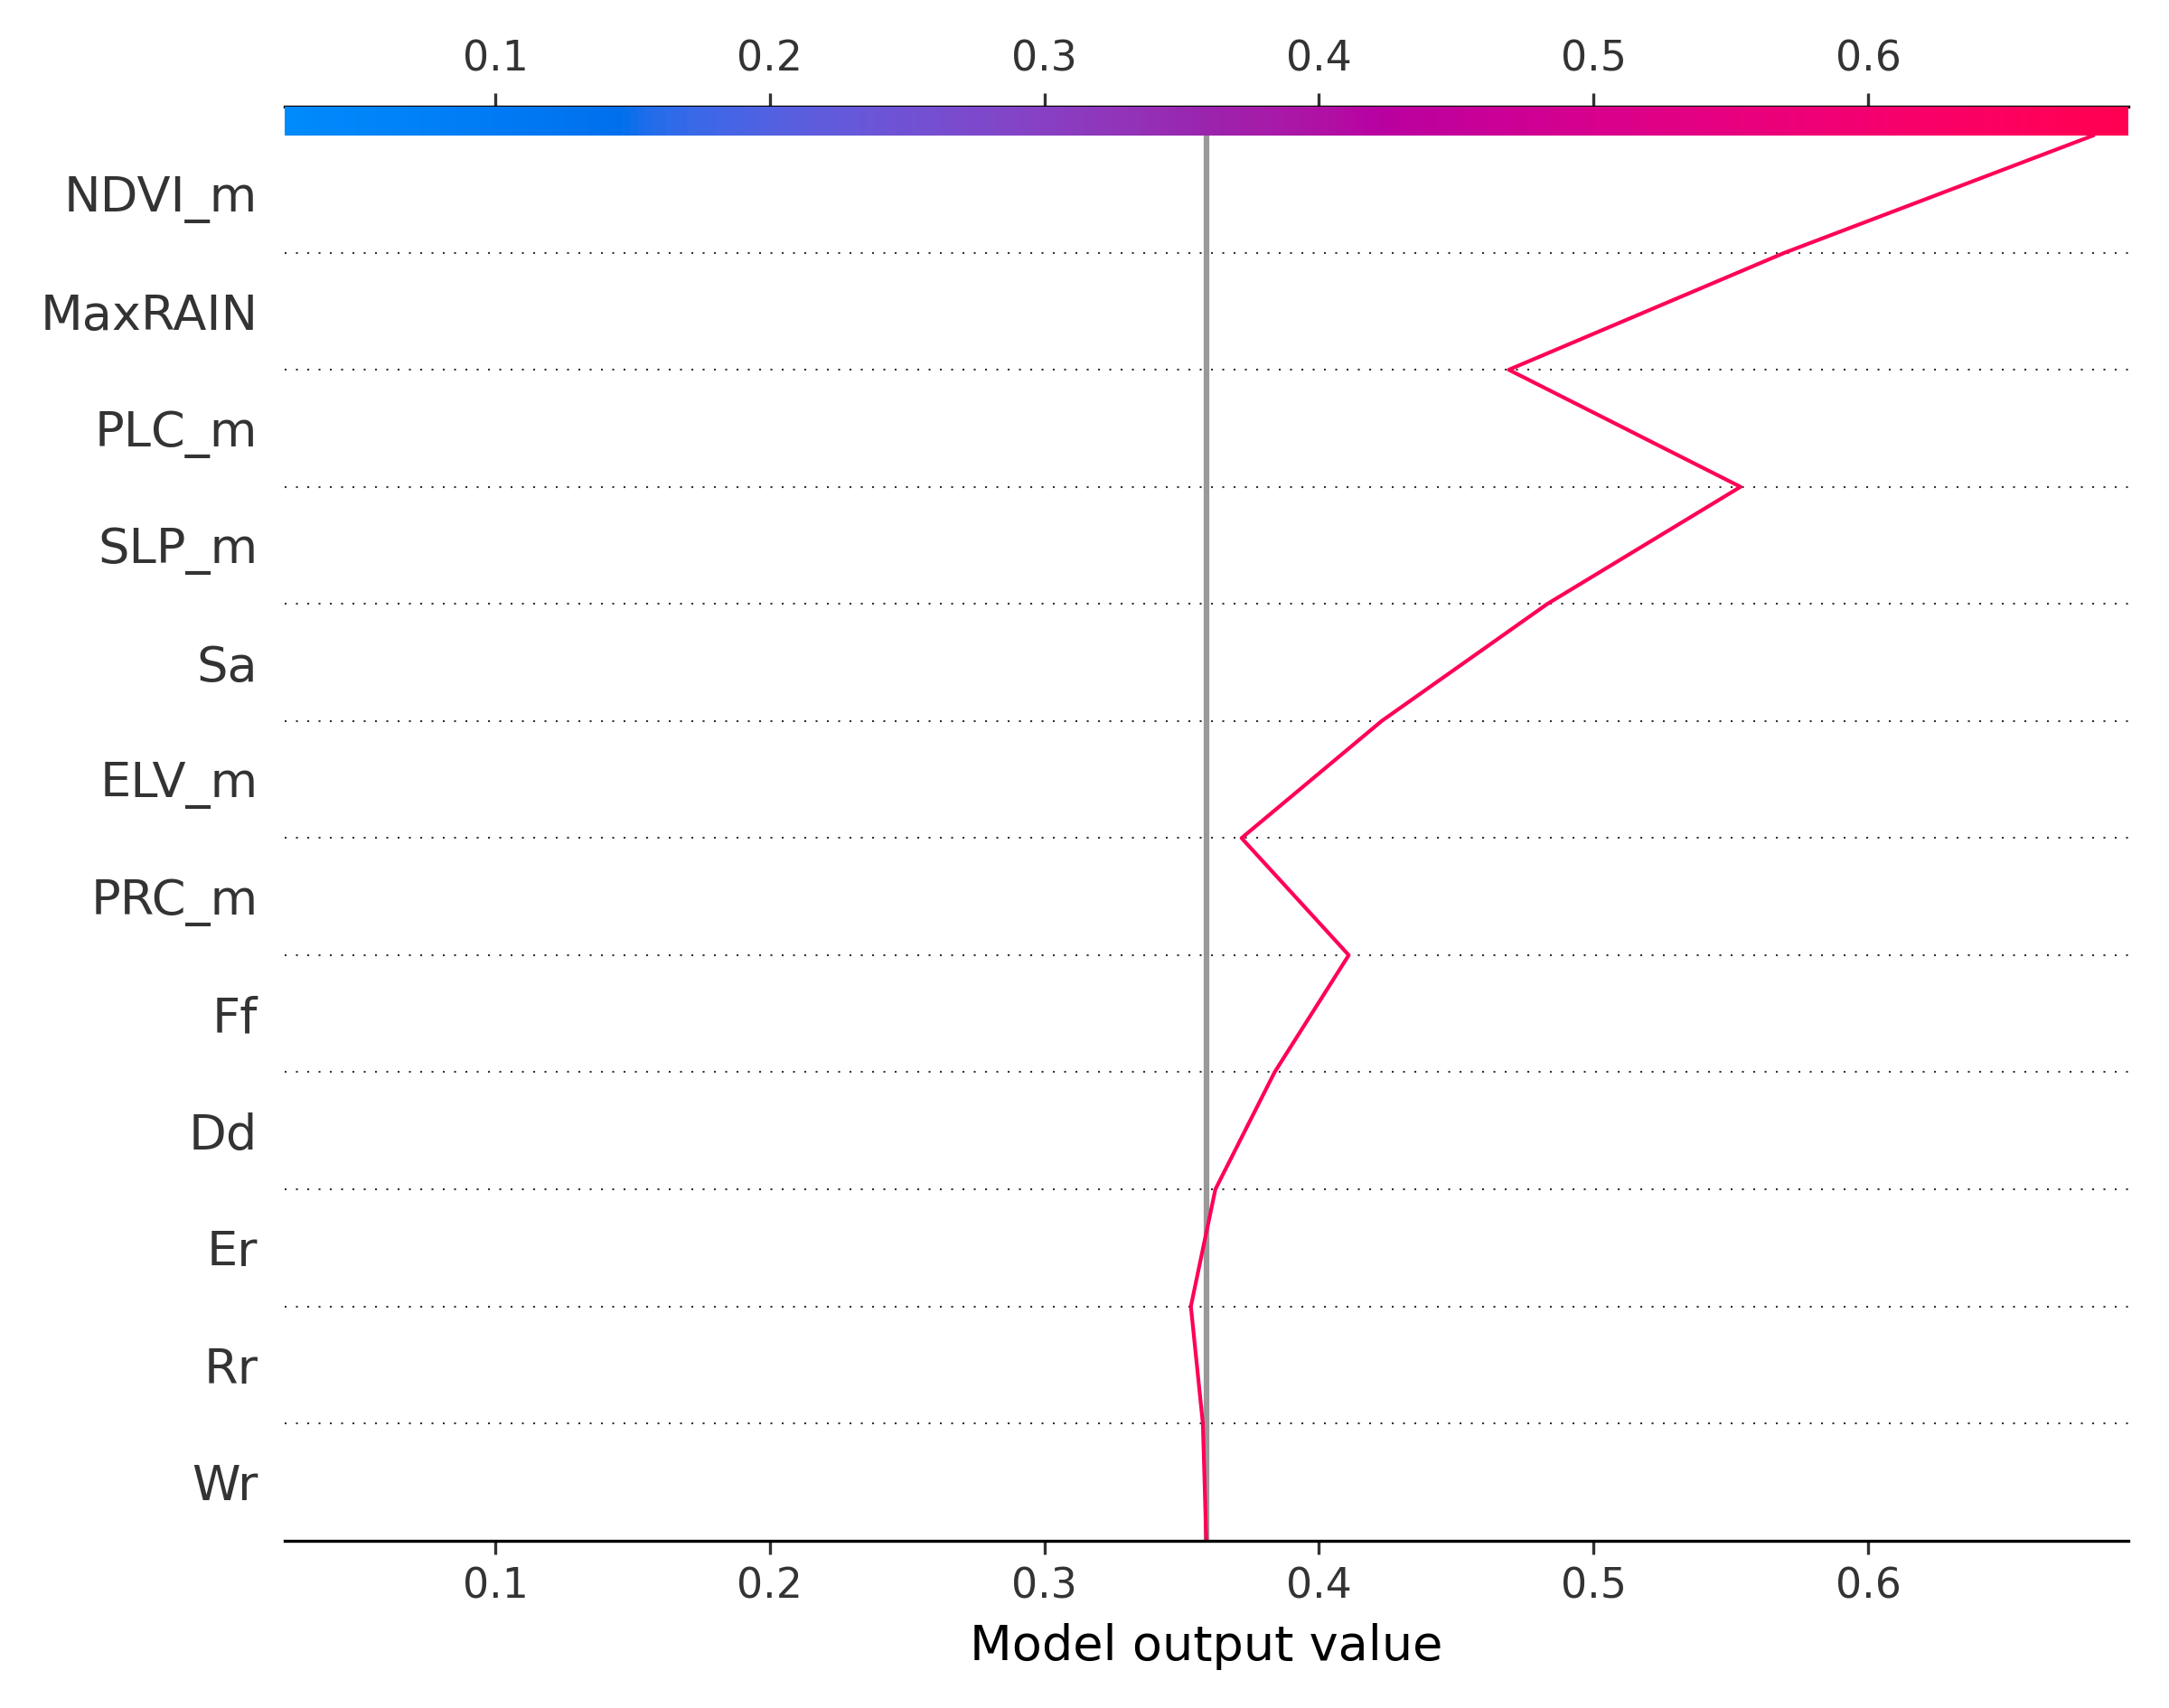 0.1 0.2 0.3 0.4 0.5 0.6
NDVI_m
MaxRAIN
PLC_m
SLP_m
Sa
ELV_m
PRC_m
Ff
Dd
Er
Rr
Wr
0.1 0.2 0.3 0.4 0.5 0.6
Model output value